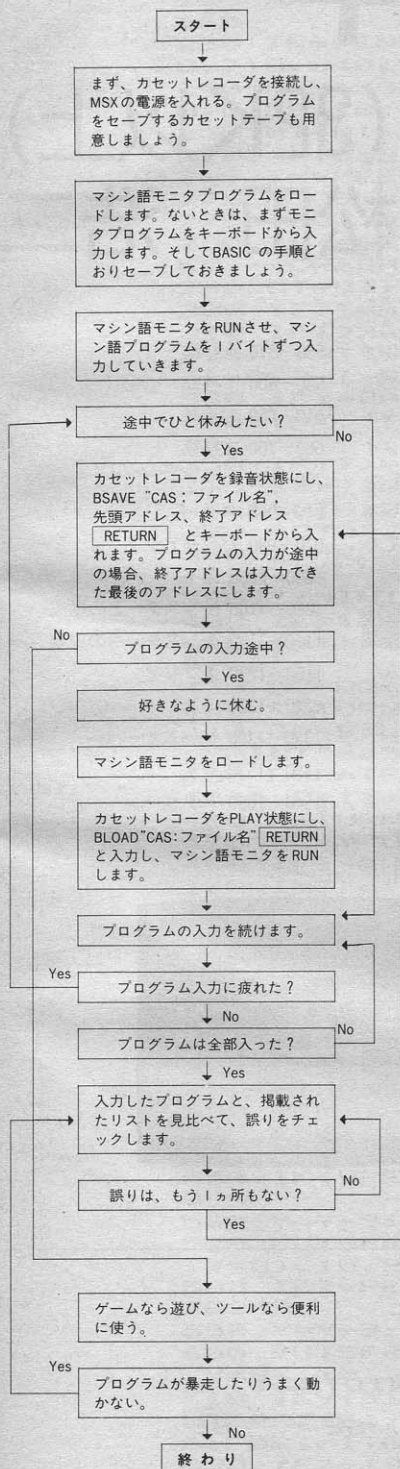 スタート
まず、カセットレコーダを接続し、
MSXの電源を入れる。プログラム
をセーブするカセットテープも用
意しましょう。
マシン語モニタプログラムをロー
ドします。ないときは、まずモニ
タプログラムをキーボードから入
力します。そしてBASIC の手順ど
おりセーブしておきましょう。
マシン語モニタをRUNさせ、マシ
ン語プログラムを1バイトずつ入
力していきます。
途中でひと休みしたい？
No
Yes
カセットレコーダを録音状態にし、
BSAVE "CAS：ファイル名",
先頭アドレス、終了アドレス
RETURN とキーボードから入
れます。プログラムの入力が途中
の場合、終了アドレスは入力でき
た最後のアドレスにします。
No
プログラムの入力途中？
Yes
好きなように休む。
マシン語モニタをロードします。
カセットレコーダをPLAY状態にし、
BLOAD"CAS:ファイル名" RETURN
と入力し、マシン語モニタをRUN
します。
プログラムの入力を続けます。
Yes
プログラム入力に疲れた？
No
プログラムは全部入った？
No
Yes
入力したプログラムと、掲載され
たリストを見比べて、誤りをチェ
ックします。
誤りは、もう1ヵ所もない？
No
Yes
ゲームなら遊び、ツールなら便利
に使う。
Yes
プログラムが暴走したりうまく動
かない。
No
終わり